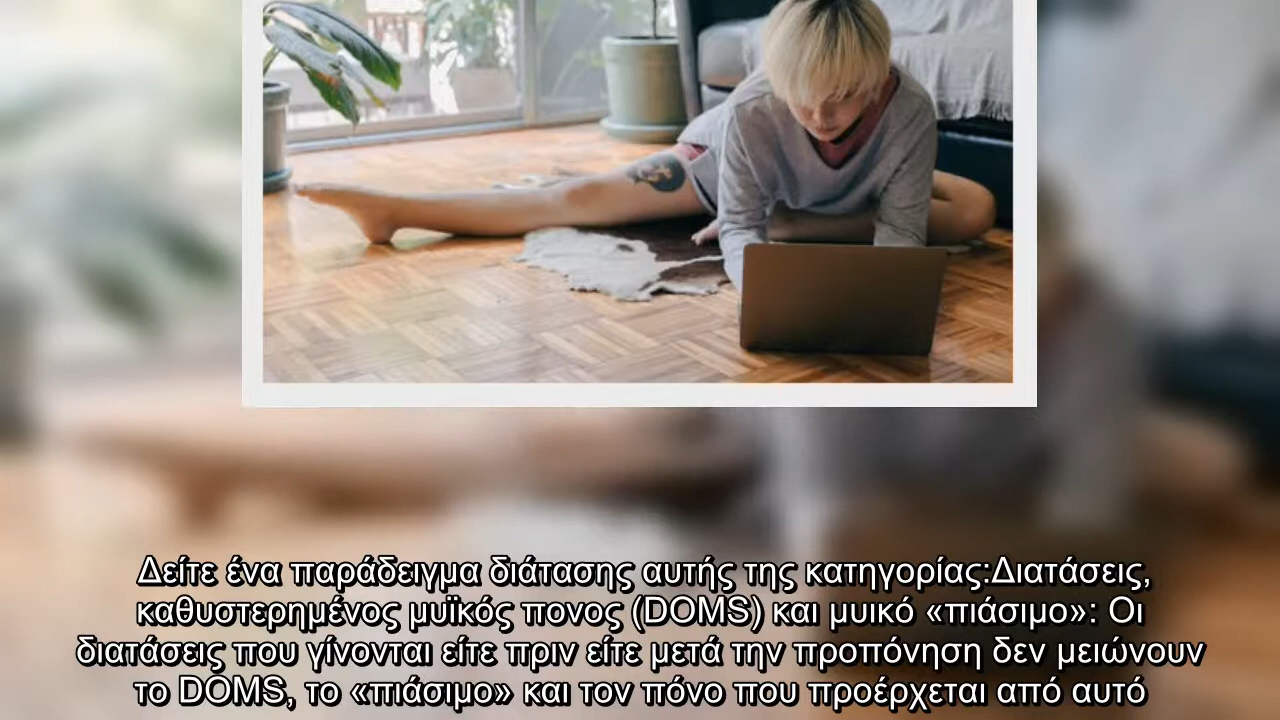 Δείτε ένα παράδειγμα διάτασης αυτής της κατηγορίας:Διατάσεις,
καθυστερημένος μυϊκός πονος (DOMS) και μυικό «πιάσιμο»: Οι
διατάσεις που γίνονται είτε πριν είτε μετά την προπόνηση δεν μειώνουν
το DOMS, το «πιάσιμο» και τον πόνο που προέρχεται από αυτό